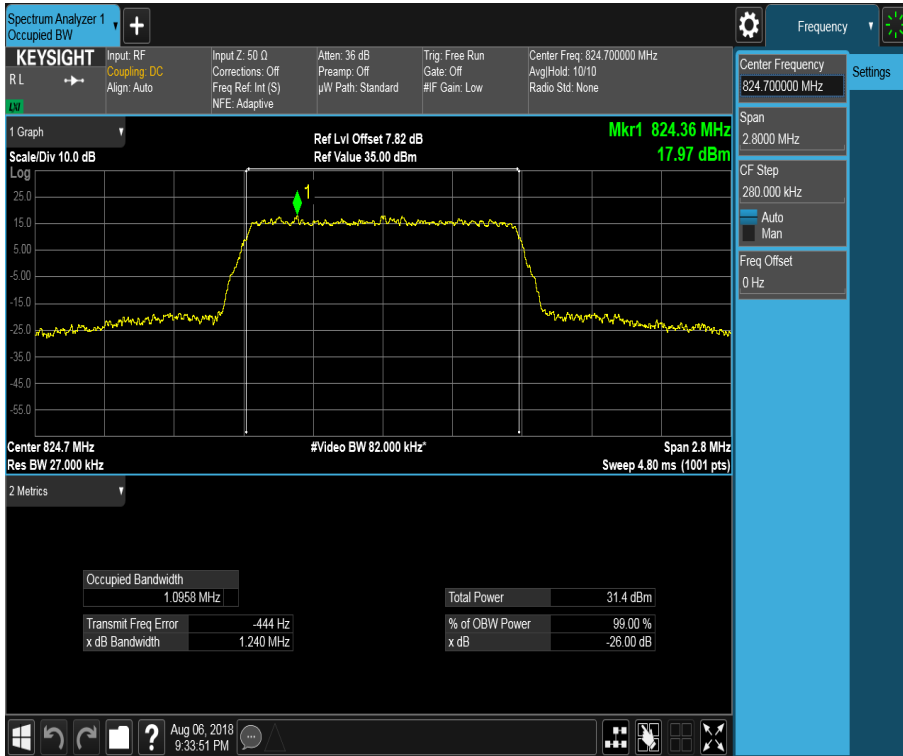 Spectrum Analyzer 1
Occupied BW
+
Frequency
KEYSIGHT
R L
LXI
Input: RF
Coupling: DC
Align: Auto
Input Z: 50 Ω
Corrections: Off
Freq Ref: Int (S)
NFE: Adaptive
Atten: 36 dB
Preamp: Off
µW Path: Standard
Trig: Free Run
Gate: Off
#IF Gain: Low
Center Freq: 824.700000 MHz
Avg|Hold: 10/10
Radio Std: None
Center Frequency
824.700000 MHz
Settings
Span
2.8000 MHz
CF Step
280.000 kHz
Auto
Man
Freq Offset
0 Hz
1 Graph
Scale/Div 10.0 dB
Ref Lvl Offset 7.82 dB
Ref Value 35.00 dBm
Mkr1 824.36 MHz
17.97 dBm
Log
25.0
15.0
5.00
-5.00
-15.0
-25.0
-35.0
-45.0
-55.0
1
Center 824.7 MHz
Res BW 27.000 kHz
#Video BW 82.000 kHz*
Span 2.8 MHz
Sweep 4.80 ms (1001 pts)
2 Metrics
Occupied Bandwidth
1.0958 MHz
Transmit Freq Error -444 Hz
x dB Bandwidth 1.240 MHz
Total Power 31.4 dBm
% of OBW Power 99.00 %
x dB -26.00 dB
?
Aug 06, 2018
9:33:51 PM